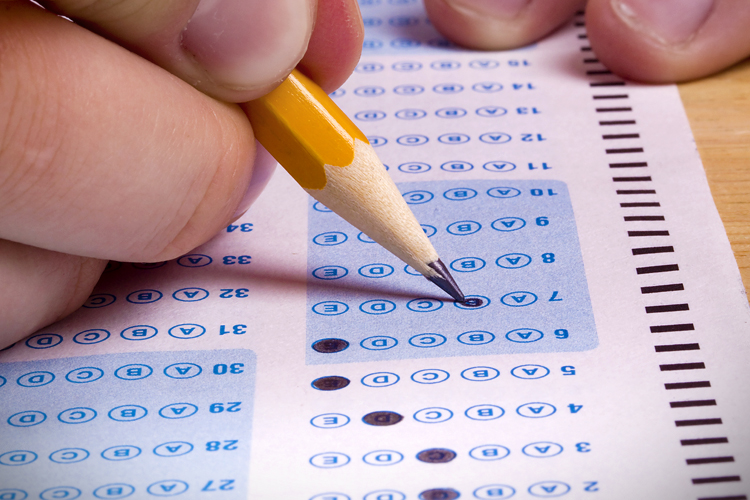 2 A B D E
3 A B D E
4 A B C E
5 A B C D
6 A B C D
7 A C D E
8 A B D E
9 A B E
10 A B C
11 A B C
12 A B C D
13 A B C D
14 A B C D
15 A B C D
27 A B C
28 A B C D
29 A B C D
30 A B C D
31 A B C D
32 A B C
33 A
34